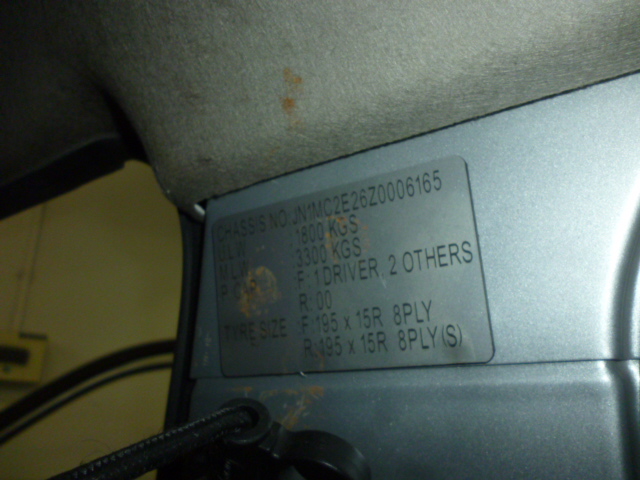 CHASSIS NO.:JN1MC2E26Z0006165
U.L.W. :1800 KGS
M.L.W. :3300 KGS
:F: 1 DRIVER, 2 OTHERS
R: 00
TYRE SIZE :F:195 x 15R 8PLY
R:195 x 15R 8PLY(S)